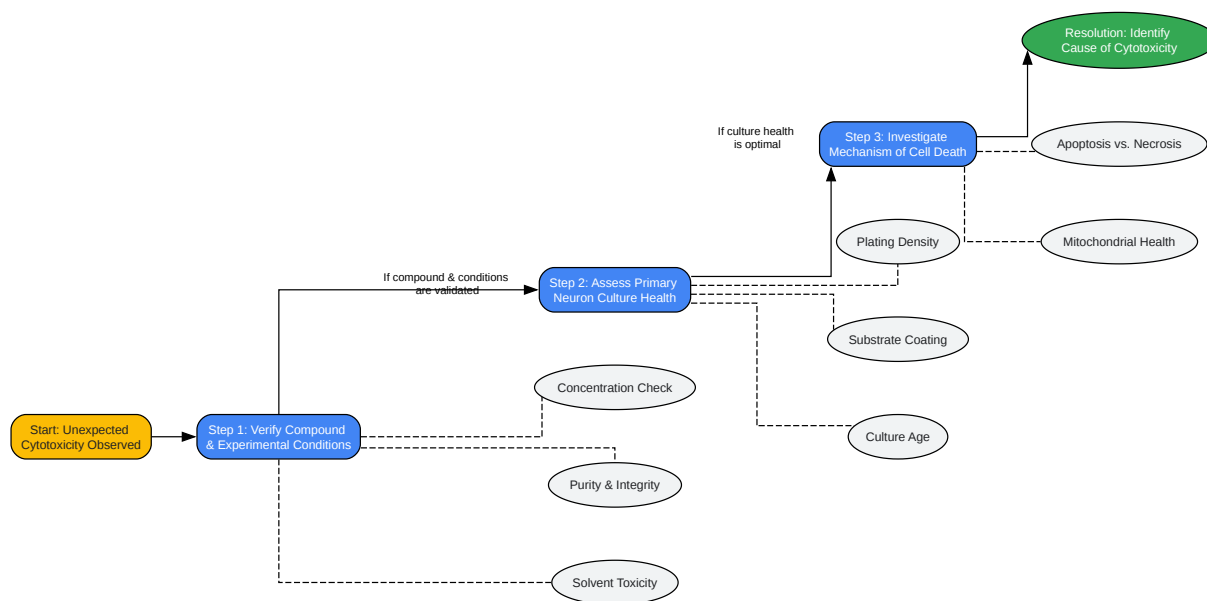 Resolution: Identify
Cause of Cytotoxicity
If culture health
is optimal
Step 3: Investigate
Mechanism of Cell Death
Apoptosis vs. Necrosis
Plating Density
Mitochondrial Health
If compound & conditions
are validated
Step 2: Assess Primary
Neuron Culture Health
Substrate Coating
Concentration Check
Start: Unexpected
Cytotoxicity Observed
Step 1: Verify Compound
& Experimental Conditions
Culture Age
Purity & Integrity
Solvent Toxicity